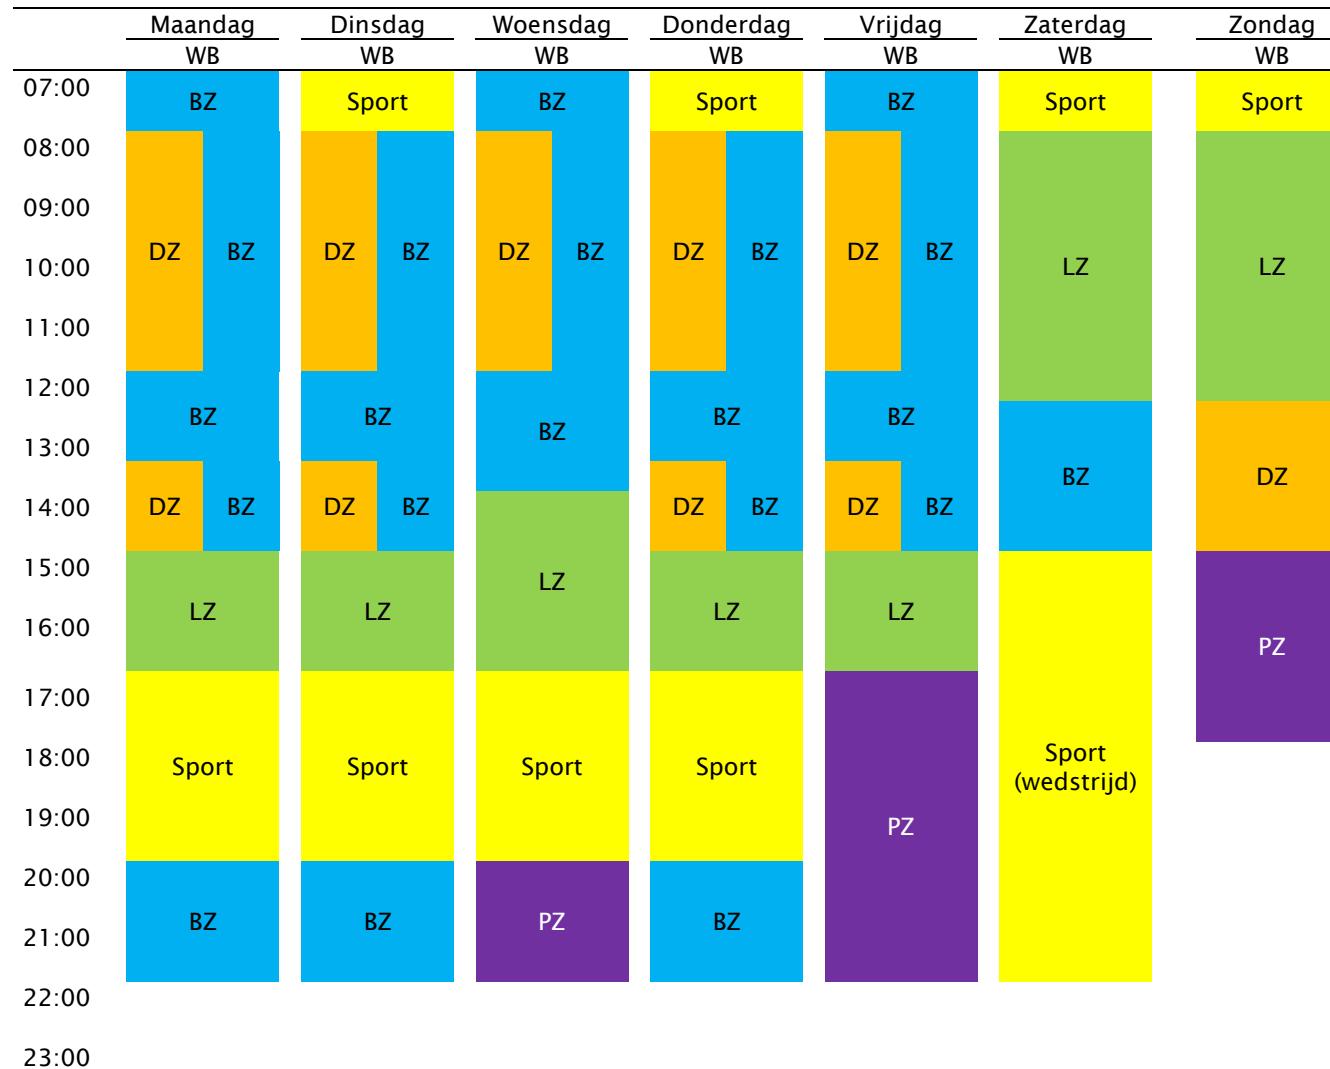 Maandag Dinsdag Woensdag Donderdag Vrijdag Zaterdag Zondag
WB WB WB WB WB WB WB
07:00 BZ Sport BZ Sport BZ Sport Sport
08:00
09:00
DZ BZ DZ BZ DZ BZ DZ BZ DZ BZ
10:00 LZ LZ
11:00
12:00
BZ BZ BZ BZ
BZ
13:00
BZ DZ
14:00 DZ BZ DZ BZ DZ BZ DZ BZ
15:00
LZ
16:00 LZ LZ LZ LZ
PZ
17:00
18:00 Sport
Sport Sport Sport Sport
(wedstrijd)
19:00
PZ
20:00
BZ BZ PZ BZ
21:00
22:00
23:00